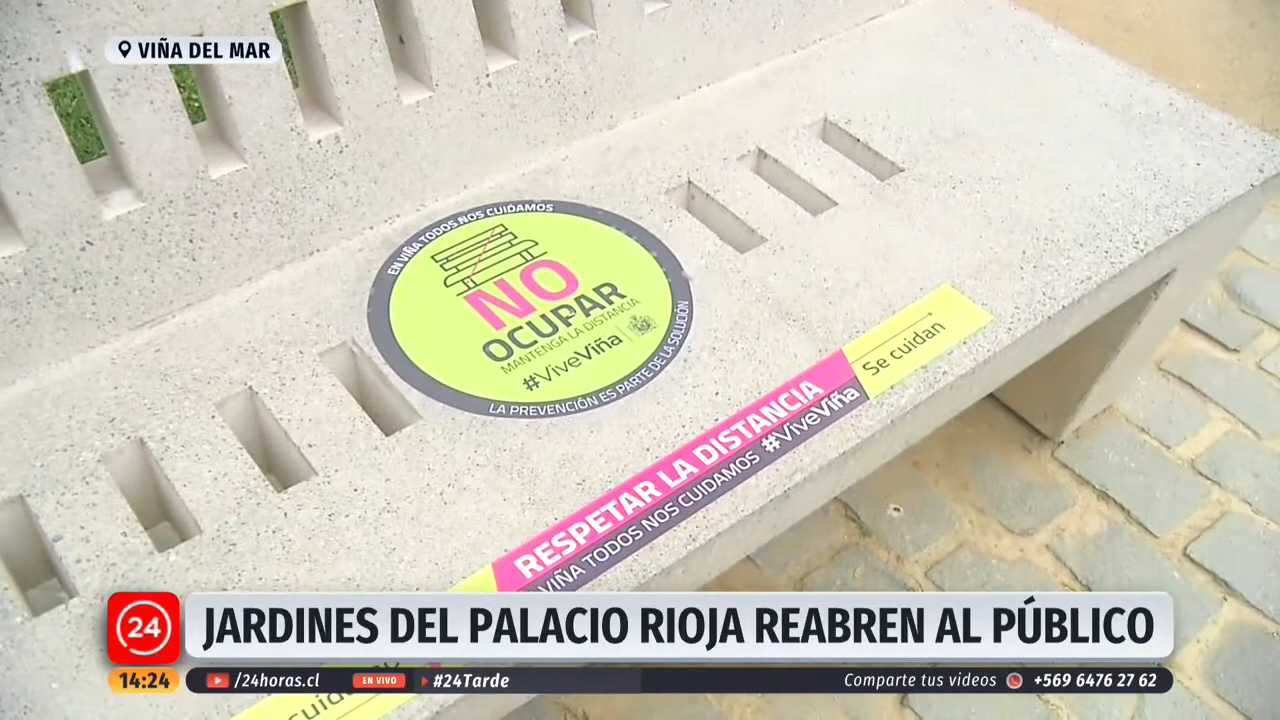 VIÑA DEL MAR
EN VIÑA TODOS NOS CUIDAMOS
NO
OCUPAR
MANTENGA LA DISTANCIA
#ViveViña
LA PREVENCIÓN ES PARTE DE LA SOLUCIÓN
Se cuidan
RESPETAR LA DISTANCIA
VIÑA TODOS NOS CUIDAMOS #ViveViña
24
JARDINES DEL PALACIO RIOJA REABREN AL PÚBLICO
14:24
/24horas.cl
EN VIVO
#24Tarde
Comparte tus videos
+569 6476 27 62